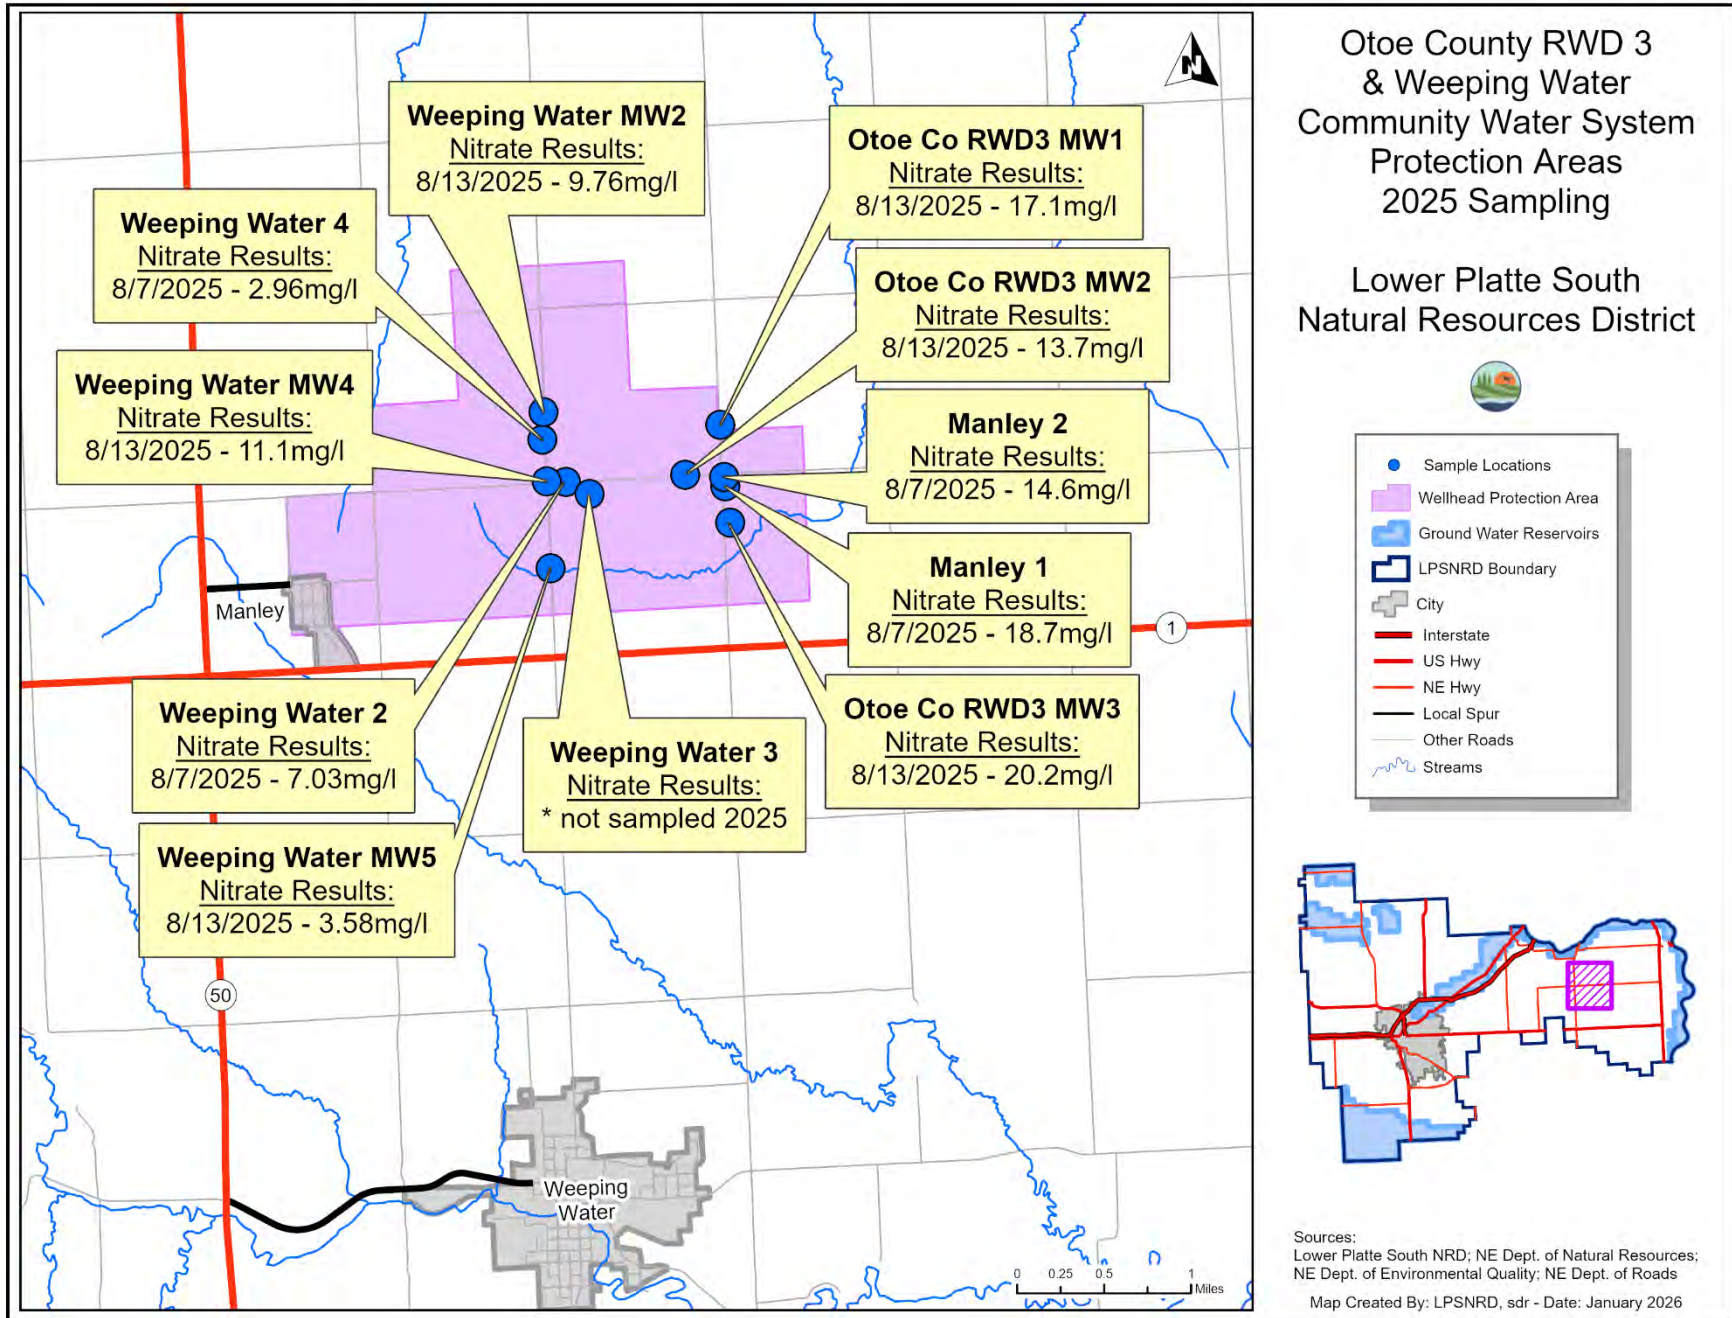 Otoe County RWD 3
& Weeping Water
Community Water System
Protection Areas
2025 Sampling
Lower Platte South
Natural Resources District
N
Weeping Water MW2
Nitrate Results:
8/13/2025 - 9.76mg/l
Otoe Co RWD3 MW1
Nitrate Results:
8/13/2025 - 17.1mg/l
Weeping Water 4
Nitrate Results:
8/7/2025 - 2.96mg/l
Otoe Co RWD3 MW2
Nitrate Results:
8/13/2025 - 13.7mg/l
Weeping Water MW4
Nitrate Results:
8/13/2025 - 11.1mg/l
Manley 2
Nitrate Results:
8/7/2025 - 14.6mg/l
Manley 1
Nitrate Results:
8/7/2025 - 18.7mg/l
Manley
1
Weeping Water 2
Nitrate Results:
8/7/2025 - 7.03mg/l
Weeping Water 3
Nitrate Results:
* not sampled 2025
Otoe Co RWD3 MW3
Nitrate Results:
8/13/2025 - 20.2mg/l
Weeping Water MW5
Nitrate Results:
8/13/2025 - 3.58mg/l
50
Weeping
Water
0 0.25 0.5 1
Miles
Sample Locations
Wellhead Protection Area
Ground Water Reservoirs
LPSNRD Boundary
City
Interstate
US Hwy
NE Hwy
Local Spur
Other Roads
Streams
Sources:
Lower Platte South NRD; NE Dept. of Natural Resources;
NE Dept. of Environmental Quality; NE Dept. of Roads
Map Created By: LPSNRD, sdr - Date: January 2026